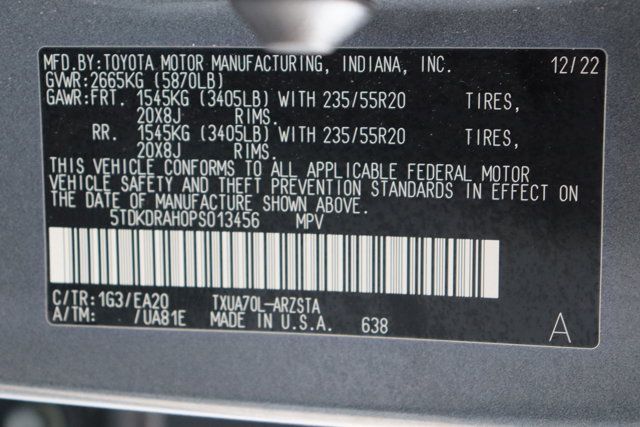 MFD.BY:TOYOTA MOTOR MANUFACTURING, INDIANA, INC. 12/22
GVWR:2665KG (5870LB)
GAWR:FRT. 1545KG (3405LB) WITH 235/55R20 TIRES,
20X8J RIMS.
RR. 1545KG (3405LB) WITH 235/55R20 TIRES,
20X8J RIMS.
THIS VEHICLE CONFORMS TO ALL APPLICABLE FEDERAL MOTOR
VEHICLE SAFETY AND THEFT PREVENTION STANDARDS IN EFFECT ON
THE DATE OF MANUFACTURE SHOWN ABOVE.
5TDKDRAH0PS013456 MPV
C/TR: 1G3/EA20 TXUA70L-ARZSTA
A/TM: /UA81E MADE IN U.S.A. 638
A